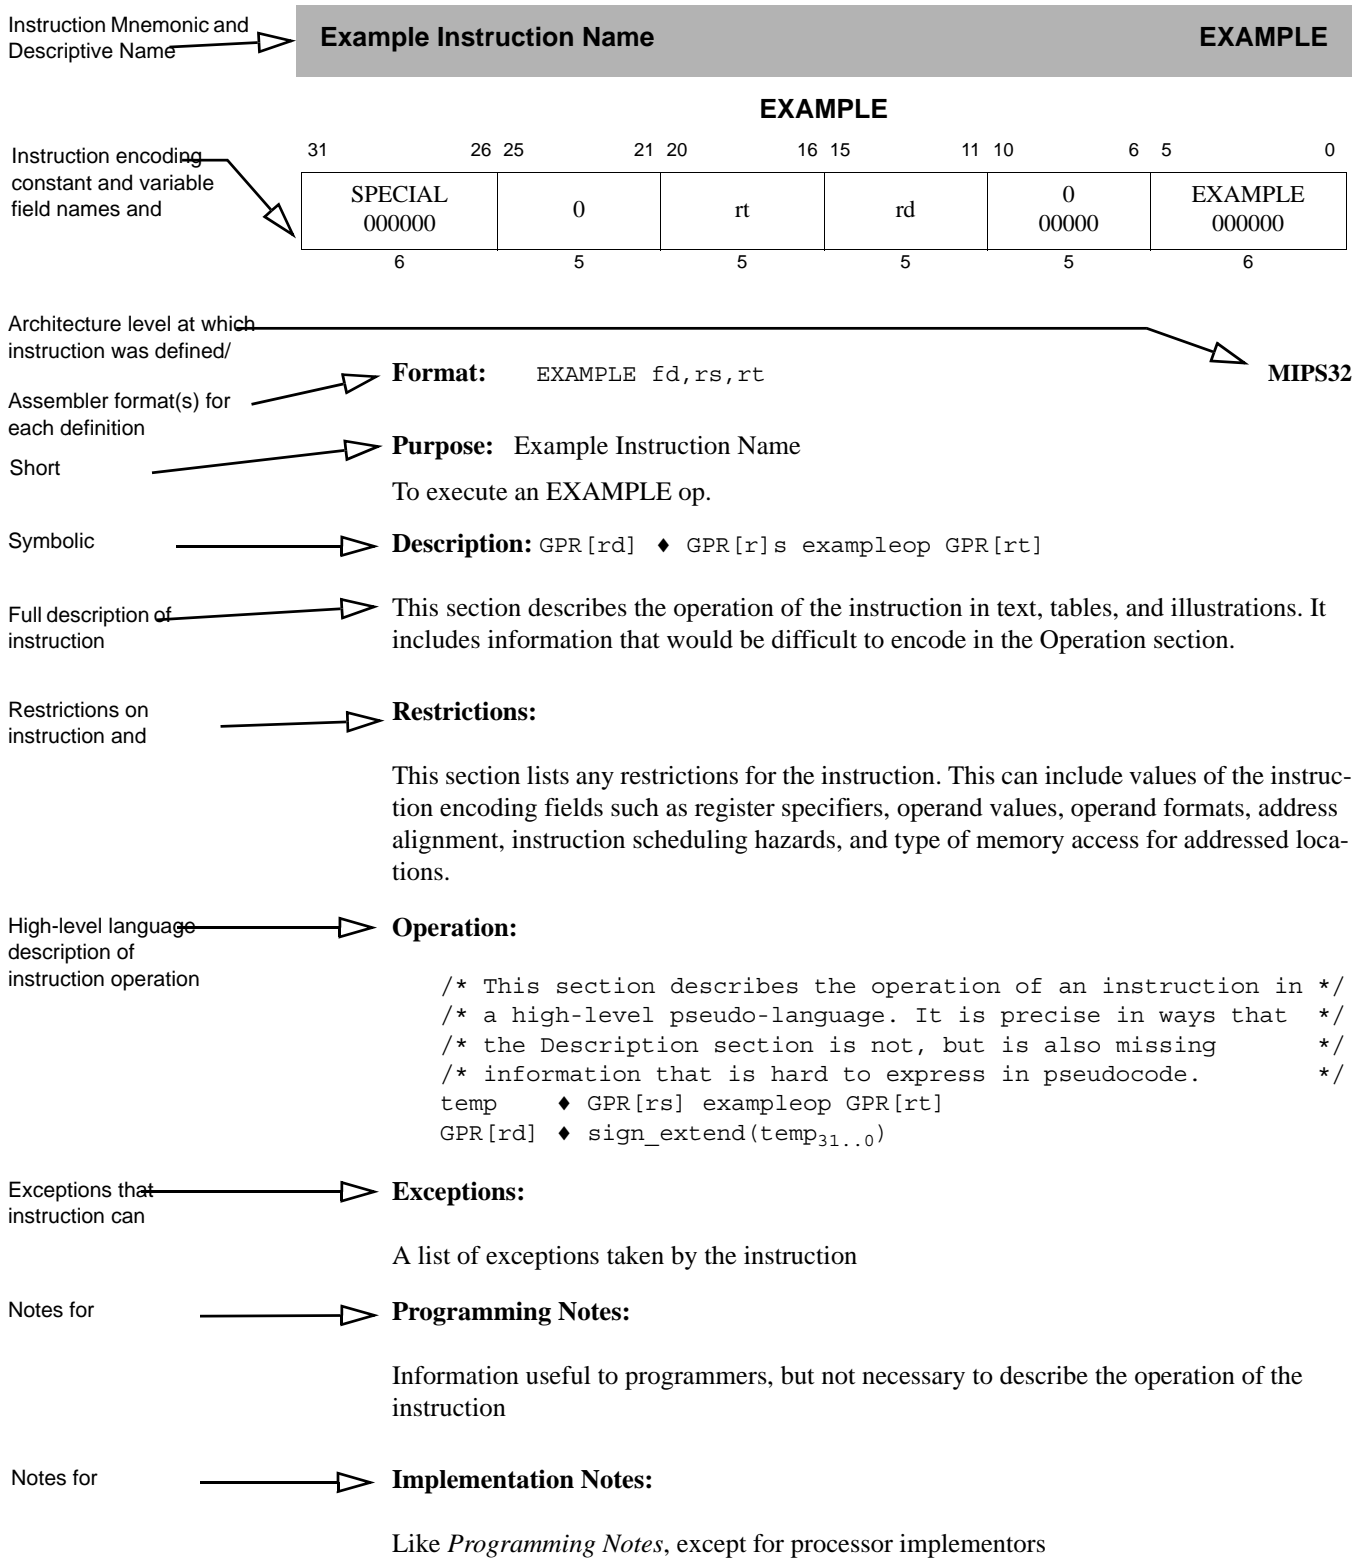 Instruction Mnemonic and
Descriptive Name
Example Instruction Name EXAMPLE
EXAMPLE
31 26 25 21 20 16 15 11 10 6 5 0
Instruction encoding
constant and variable
field names and
SPECIAL
000000
0
rt
rd
0
00000
EXAMPLE
000000
6 5 5 5 5 6
Architecture level at which
instruction was defined/
Format: EXAMPLE fd,rs,rt MIPS32
Assembler format(s) for
each definition
Purpose: Example Instruction Name
Short
To execute an EXAMPLE op.
Symbolic
Description: GPR[rd] ♦ GPR[r]s exampleop GPR[rt]
Full description of
instruction
This section describes the operation of the instruction in text, tables, and illustrations. It
includes information that would be difficult to encode in the Operation section.
Restrictions on
instruction and
Restrictions:
This section lists any restrictions for the instruction. This can include values of the instruc-
tion encoding fields such as register specifiers, operand values, operand formats, address
alignment, instruction scheduling hazards, and type of memory access for addressed loca-
tions.
High-level language
description of
instruction operation
Operation:
/* This section describes the operation of an instruction in */
/* a high-level pseudo-language. It is precise in ways that */
/* the Description section is not, but is also missing */
/* information that is hard to express in pseudocode. */
temp ♦ GPR[rs] exampleop GPR[rt]
GPR[rd] ♦ sign_extend(temp31..0)
Exceptions that
instruction can
Exceptions:
A list of exceptions taken by the instruction
Notes for
Programming Notes:
Information useful to programmers, but not necessary to describe the operation of the
instruction
Notes for
Implementation Notes:
Like Programming Notes, except for processor implementors